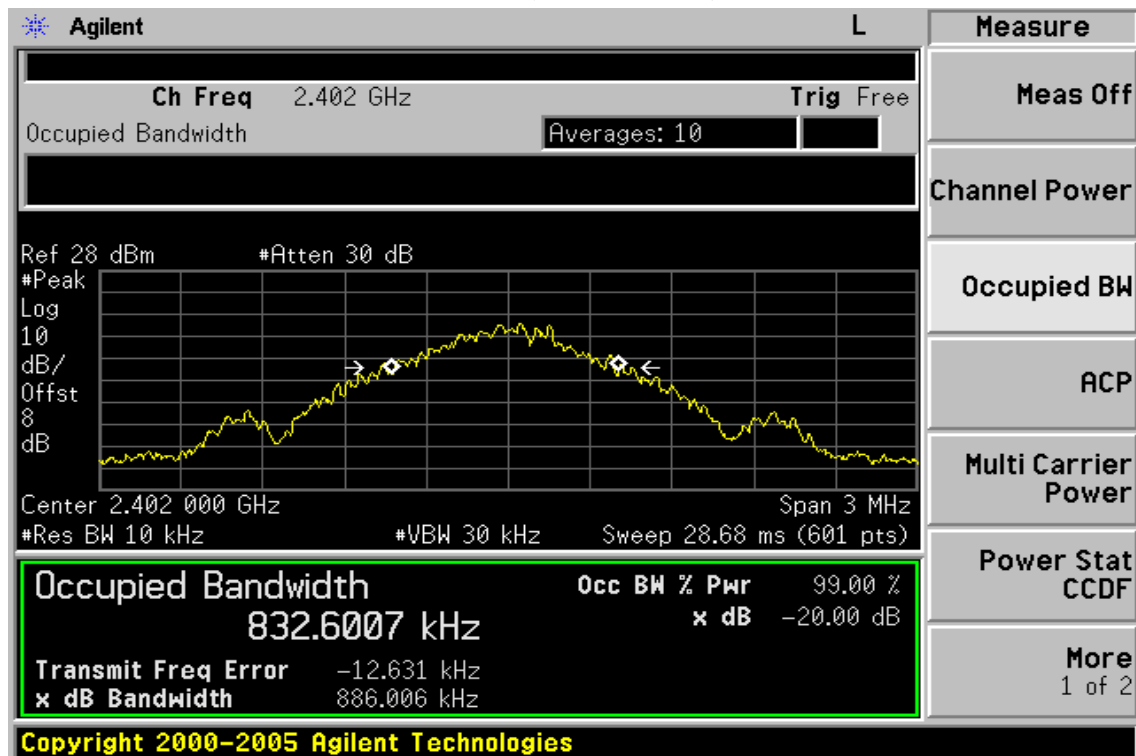 Agilent L
Ch Freq 2.402 GHz Trig Free
Occupied Bandwidth Averages: 10
Ref 28 dBm #Atten 30 dB
#Peak
Log
10
dB/
Offst
8
dB
Center 2.402 000 GHz Span 3 MHz
#Res BW 10 kHz #VBW 30 kHz Sweep 28.68 ms (601 pts)
Occupied Bandwidth Occ BW % Pwr 99.00 %
832.6007 kHz x dB -20.00 dB
Transmit Freq Error -12.631 kHz
x dB Bandwidth 886.006 kHz
Copyright 2000-2005 Agilent Technologies
Measure
Meas Off
Channel Power
Occupied BW
ACP
Multi Carrier
Power
Power Stat
CCDF
More
1 of 2